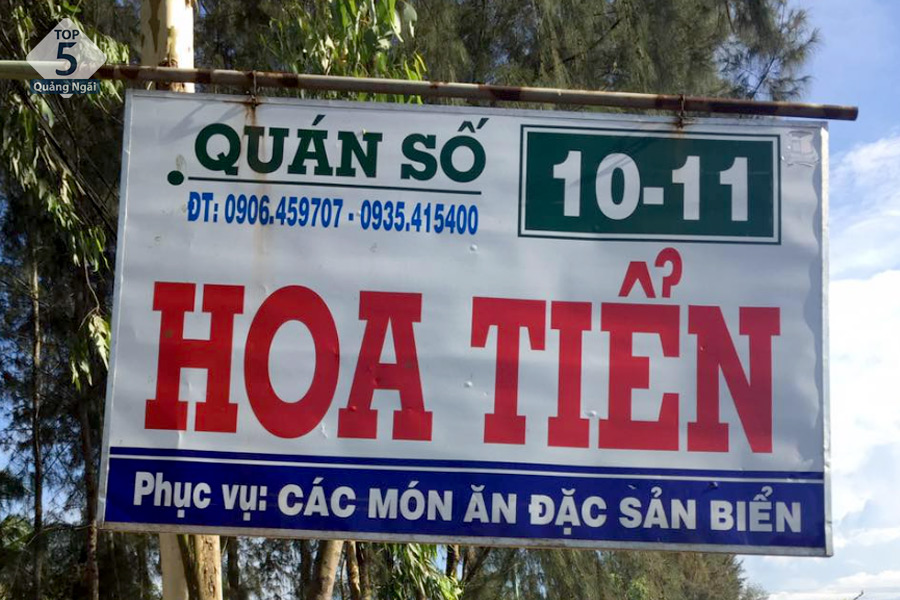 TOP
5
Quảng Ngãi
QUÁN SỐ 10-11
ĐT: 0906.459707 - 0935.415400
HOA TIỂN
Phục vụ: CÁC MÓN ĂN ĐẶC SẢN BIỂN